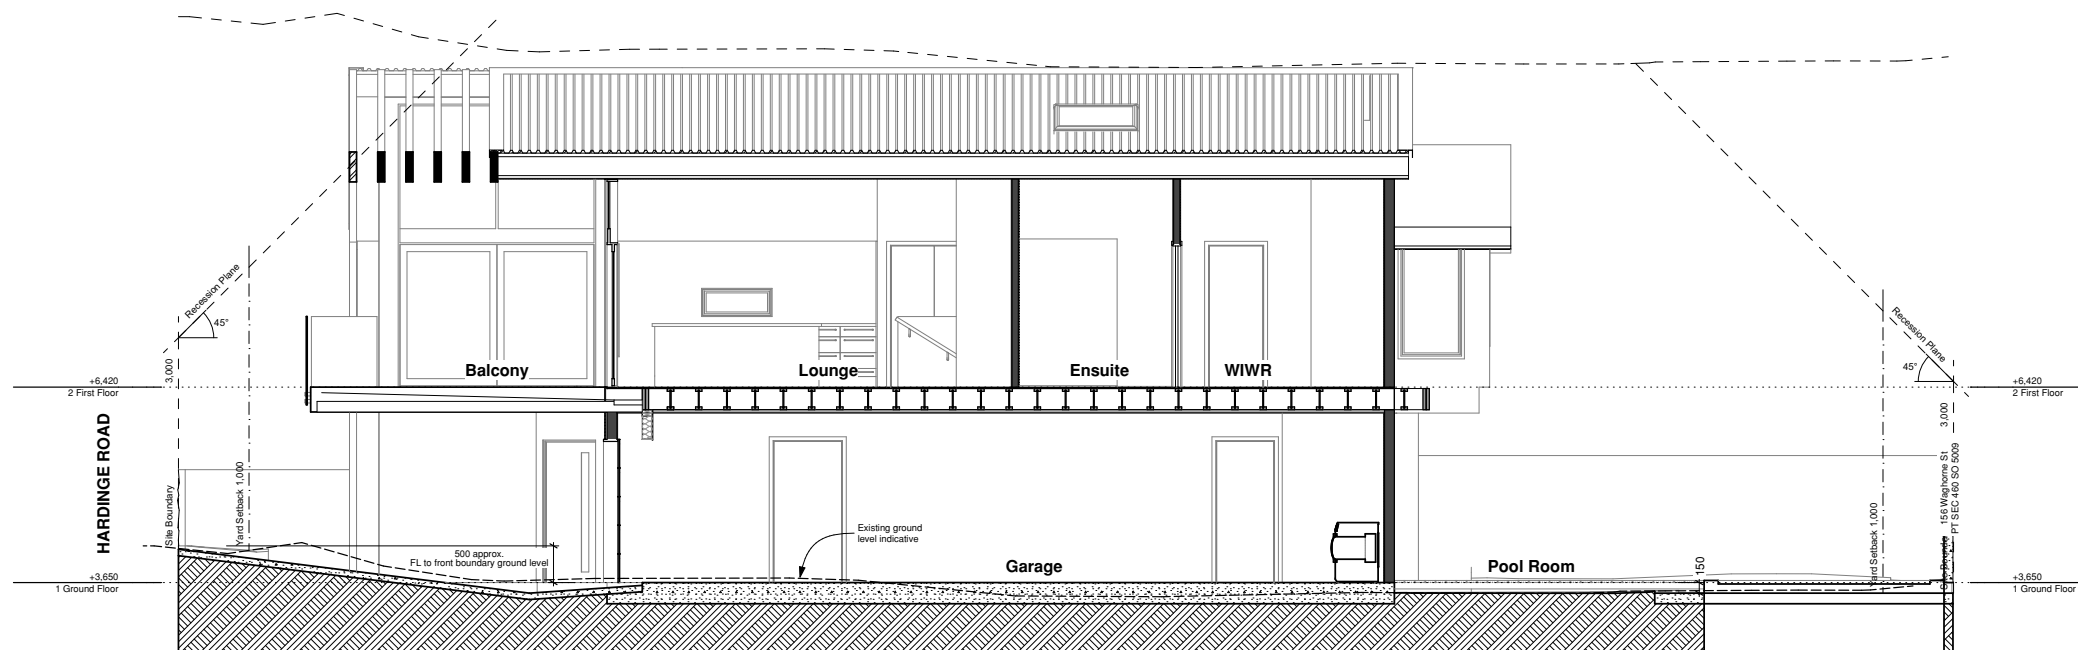 Recession Plane
45°
3,000
+6,420
2 First Floor
HARDINGE ROAD
Site Boundary
Yard Setback 1,000
+3,650
1 Ground Floor
500 approx.
FL to front boundary ground level
Balcony
Lounge
Ensuite
WIWR
Existing ground
level indicative
Garage
Pool Room
150
Recession Plane
45°
+6,420
2 First Floor
3,000
Yard Setback 1,000
156 Waghorne St
PT SEC 460 SO 5009
+3,650
1 Ground Floor